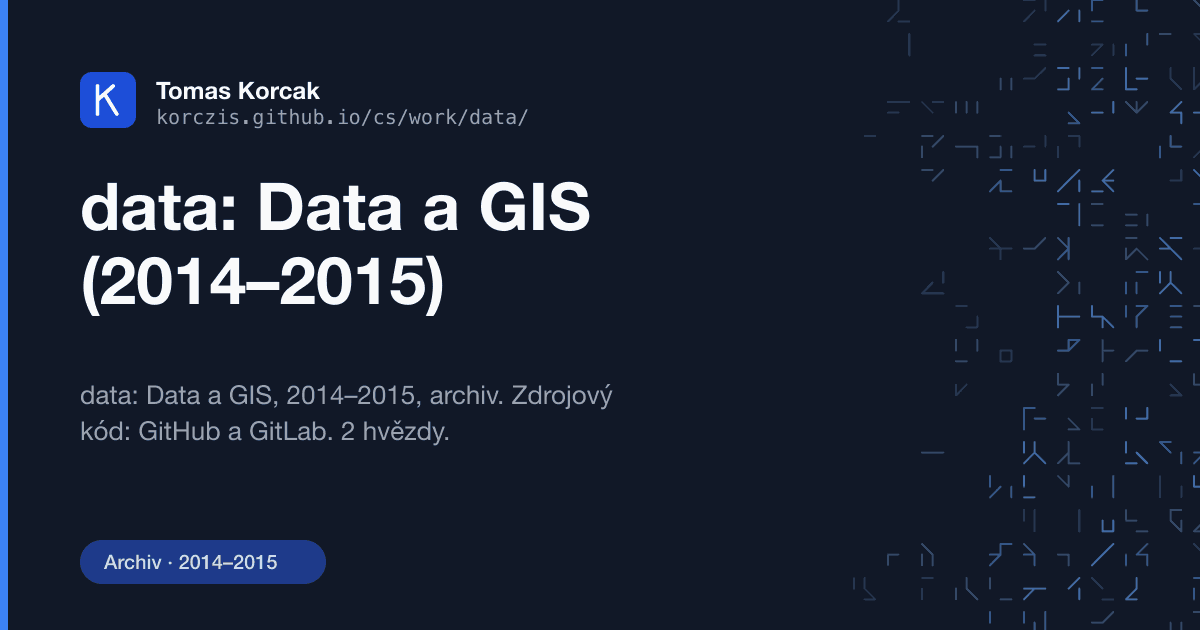 K
Tomas Korcak
korczis.github.io/cs/work/data/
data: Data a GIS
(2014–2015)
data: Data a GIS, 2014–2015, archiv. Zdrojový
kód: GitHub a GitLab. 2 hvězdy.
Archiv · 2014–2015